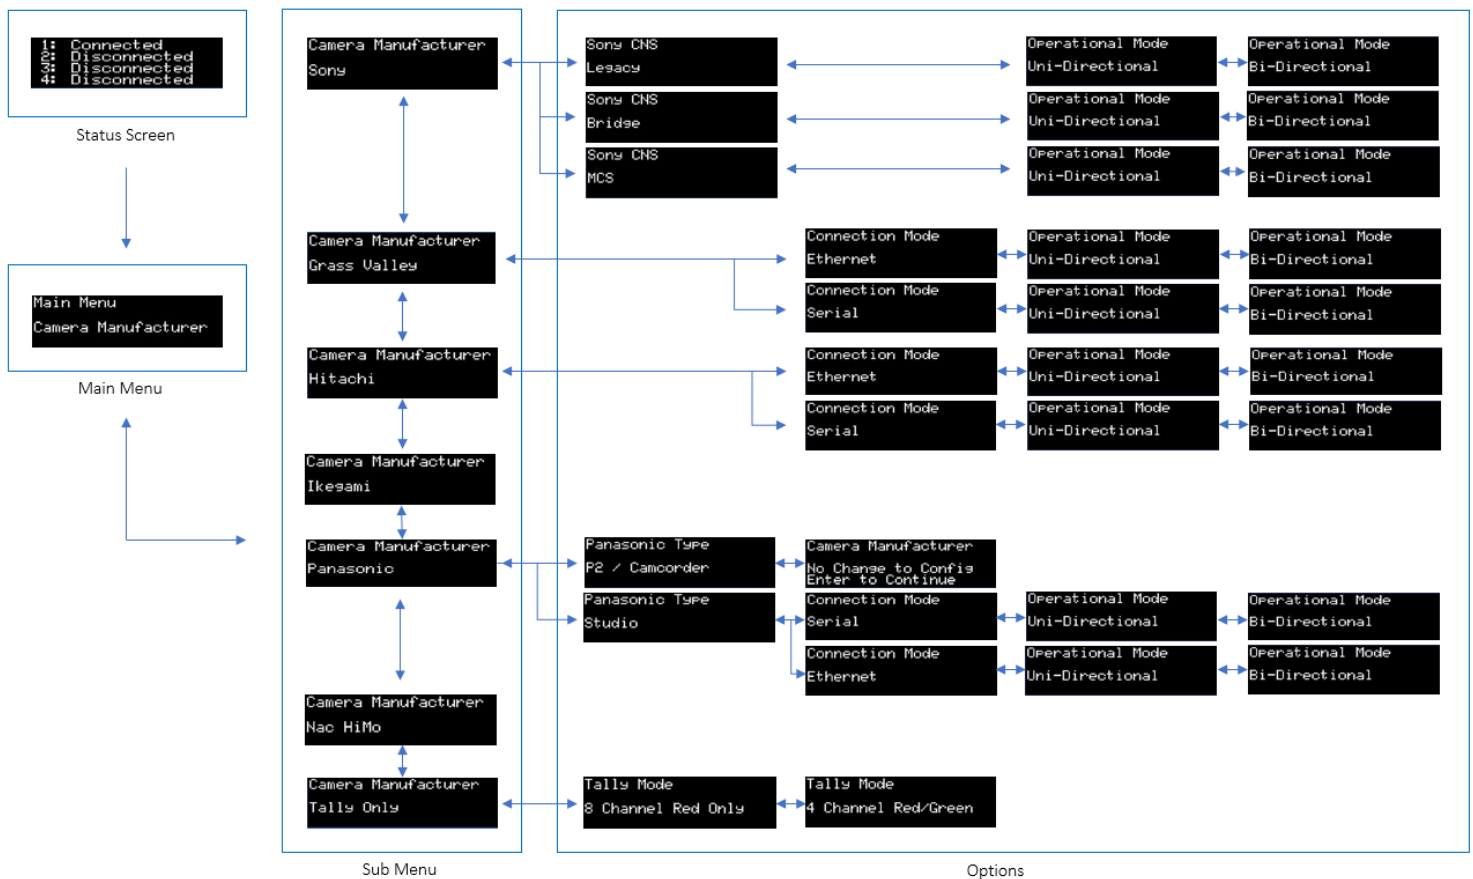 1: Connected
2: Disconnected
3: Disconnected
4: Disconnected
Status Screen
Main Menu
Camera Manufacturer
Main Menu
Camera Manufacturer
Sony
Camera Manufacturer
Grass Valley
Camera Manufacturer
Hitachi
Camera Manufacturer
Ikegami
Camera Manufacturer
Panasonic
Camera Manufacturer
Nac HiMo
Camera Manufacturer
Tally Only
Sub Menu
Sony CNS
Legacy
Operational Mode
Uni-Directional
Operational Mode
Bi-Directional
Sony CNS
Bridge
Operational Mode
Uni-Directional
Operational Mode
Bi-Directional
Sony CNS
MCS
Operational Mode
Uni-Directional
Operational Mode
Bi-Directional
Connection Mode
Ethernet
Operational Mode
Uni-Directional
Operational Mode
Bi-Directional
Connection Mode
Serial
Operational Mode
Uni-Directional
Operational Mode
Bi-Directional
Connection Mode
Ethernet
Operational Mode
Uni-Directional
Operational Mode
Bi-Directional
Connection Mode
Serial
Operational Mode
Uni-Directional
Operational Mode
Bi-Directional
Panasonic Type
P2 / Camcorder
Camera Manufacturer
No Change to Config
Enter to Continue
Panasonic Type
Studio
Connection Mode
Serial
Operational Mode
Uni-Directional
Operational Mode
Bi-Directional
Connection Mode
Ethernet
Operational Mode
Uni-Directional
Operational Mode
Bi-Directional
Tally Mode
8 Channel Red Only
Tally Mode
4 Channel Red/Green
Options